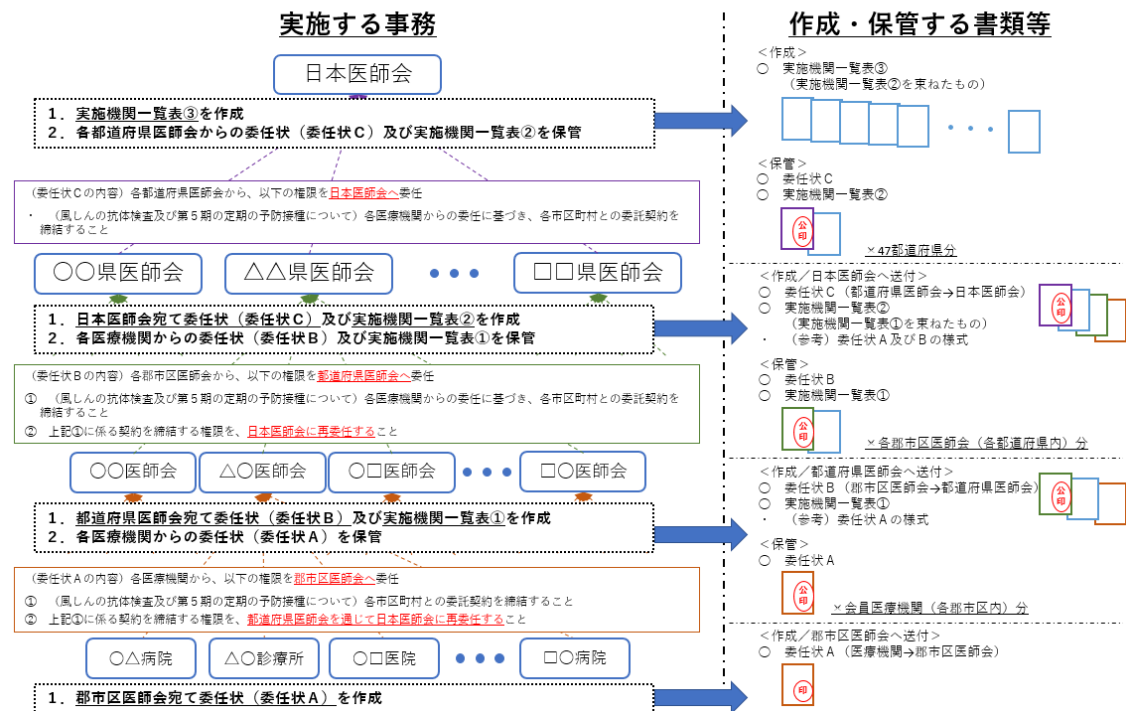 実施する事務
日本医師会
1．実施機関一覧表③を作成
2．各都道府県医師会からの委任状（委任状Ｃ）及び実施機関一覧表②を保管
（委任状Ｃの内容）各都道府県医師会から、以下の権限を日本医師会へ委任
・　（風しんの抗体検査及び第５期の定期の予防接種について）各医療機関からの委任に基づき、各市区町村との委託契約を
締結すること
〇〇県医師会
△△県医師会
●●●
□□県医師会
1．日本医師会宛て委任状（委任状Ｃ）及び実施機関一覧表②を作成
2．各医療機関からの委任状（委任状Ｂ）及び実施機関一覧表①を保管
（委任状Ｂの内容）各郡市区医師会から、以下の権限を都道府県医師会へ委任
①　（風しんの抗体検査及び第５期の定期の予防接種について）各医療機関からの委任に基づき、各市区町村との委託契約を
締結すること
②　上記①に係る契約を締結する権限を、日本医師会に再委任すること
〇〇医師会
△〇医師会
〇□医師会
●●●
□〇医師会
1．都道府県医師会宛て委任状（委任状Ｂ）及び実施機関一覧表①を作成
2．各医療機関からの委任状（委任状Ａ）を保管
（委任状Ａの内容）各医療機関から、以下の権限を郡市区医師会へ委任
①　（風しんの抗体検査及び第５期の定期の予防接種について）各市区町村との委託契約を締結すること
②　上記①に係る契約を締結する権限を、都道府県医師会を通じて日本医師会に再委任すること
〇△病院
△〇診療所
〇□医院
●●●
□〇病院
1．郡市区医師会宛て委任状（委任状Ａ）を作成
作成・保管する書類等
＜作成＞
〇　実施機関一覧表③
（実施機関一覧表②を束ねたもの）
・・・
＜保管＞
〇　委任状Ｃ
〇　実施機関一覧表②
公印
×47都道府県分
＜作成／日本医師会へ送付＞
〇　委任状Ｃ（都道府県医師会→日本医師会）
〇　実施機関一覧表②
（実施機関一覧表①を束ねたもの）
・　（参考）委任状Ａ及びＢの様式
公印
＜保管＞
〇　委任状Ｂ
〇　実施機関一覧表①
公印
×各郡市区医師会（各都道府県内）分
＜作成／都道府県医師会へ送付＞
〇　委任状Ｂ（郡市区医師会→都道府県医師会）
〇　実施機関一覧表①
・　（参考）委任状Ａの様式
公印
＜保管＞
〇　委任状Ａ
公印
×会員医療機関（各郡市区内）分
＜作成／郡市区医師会へ送付＞
〇　委任状Ａ（医療機関→郡市区医師会）
印